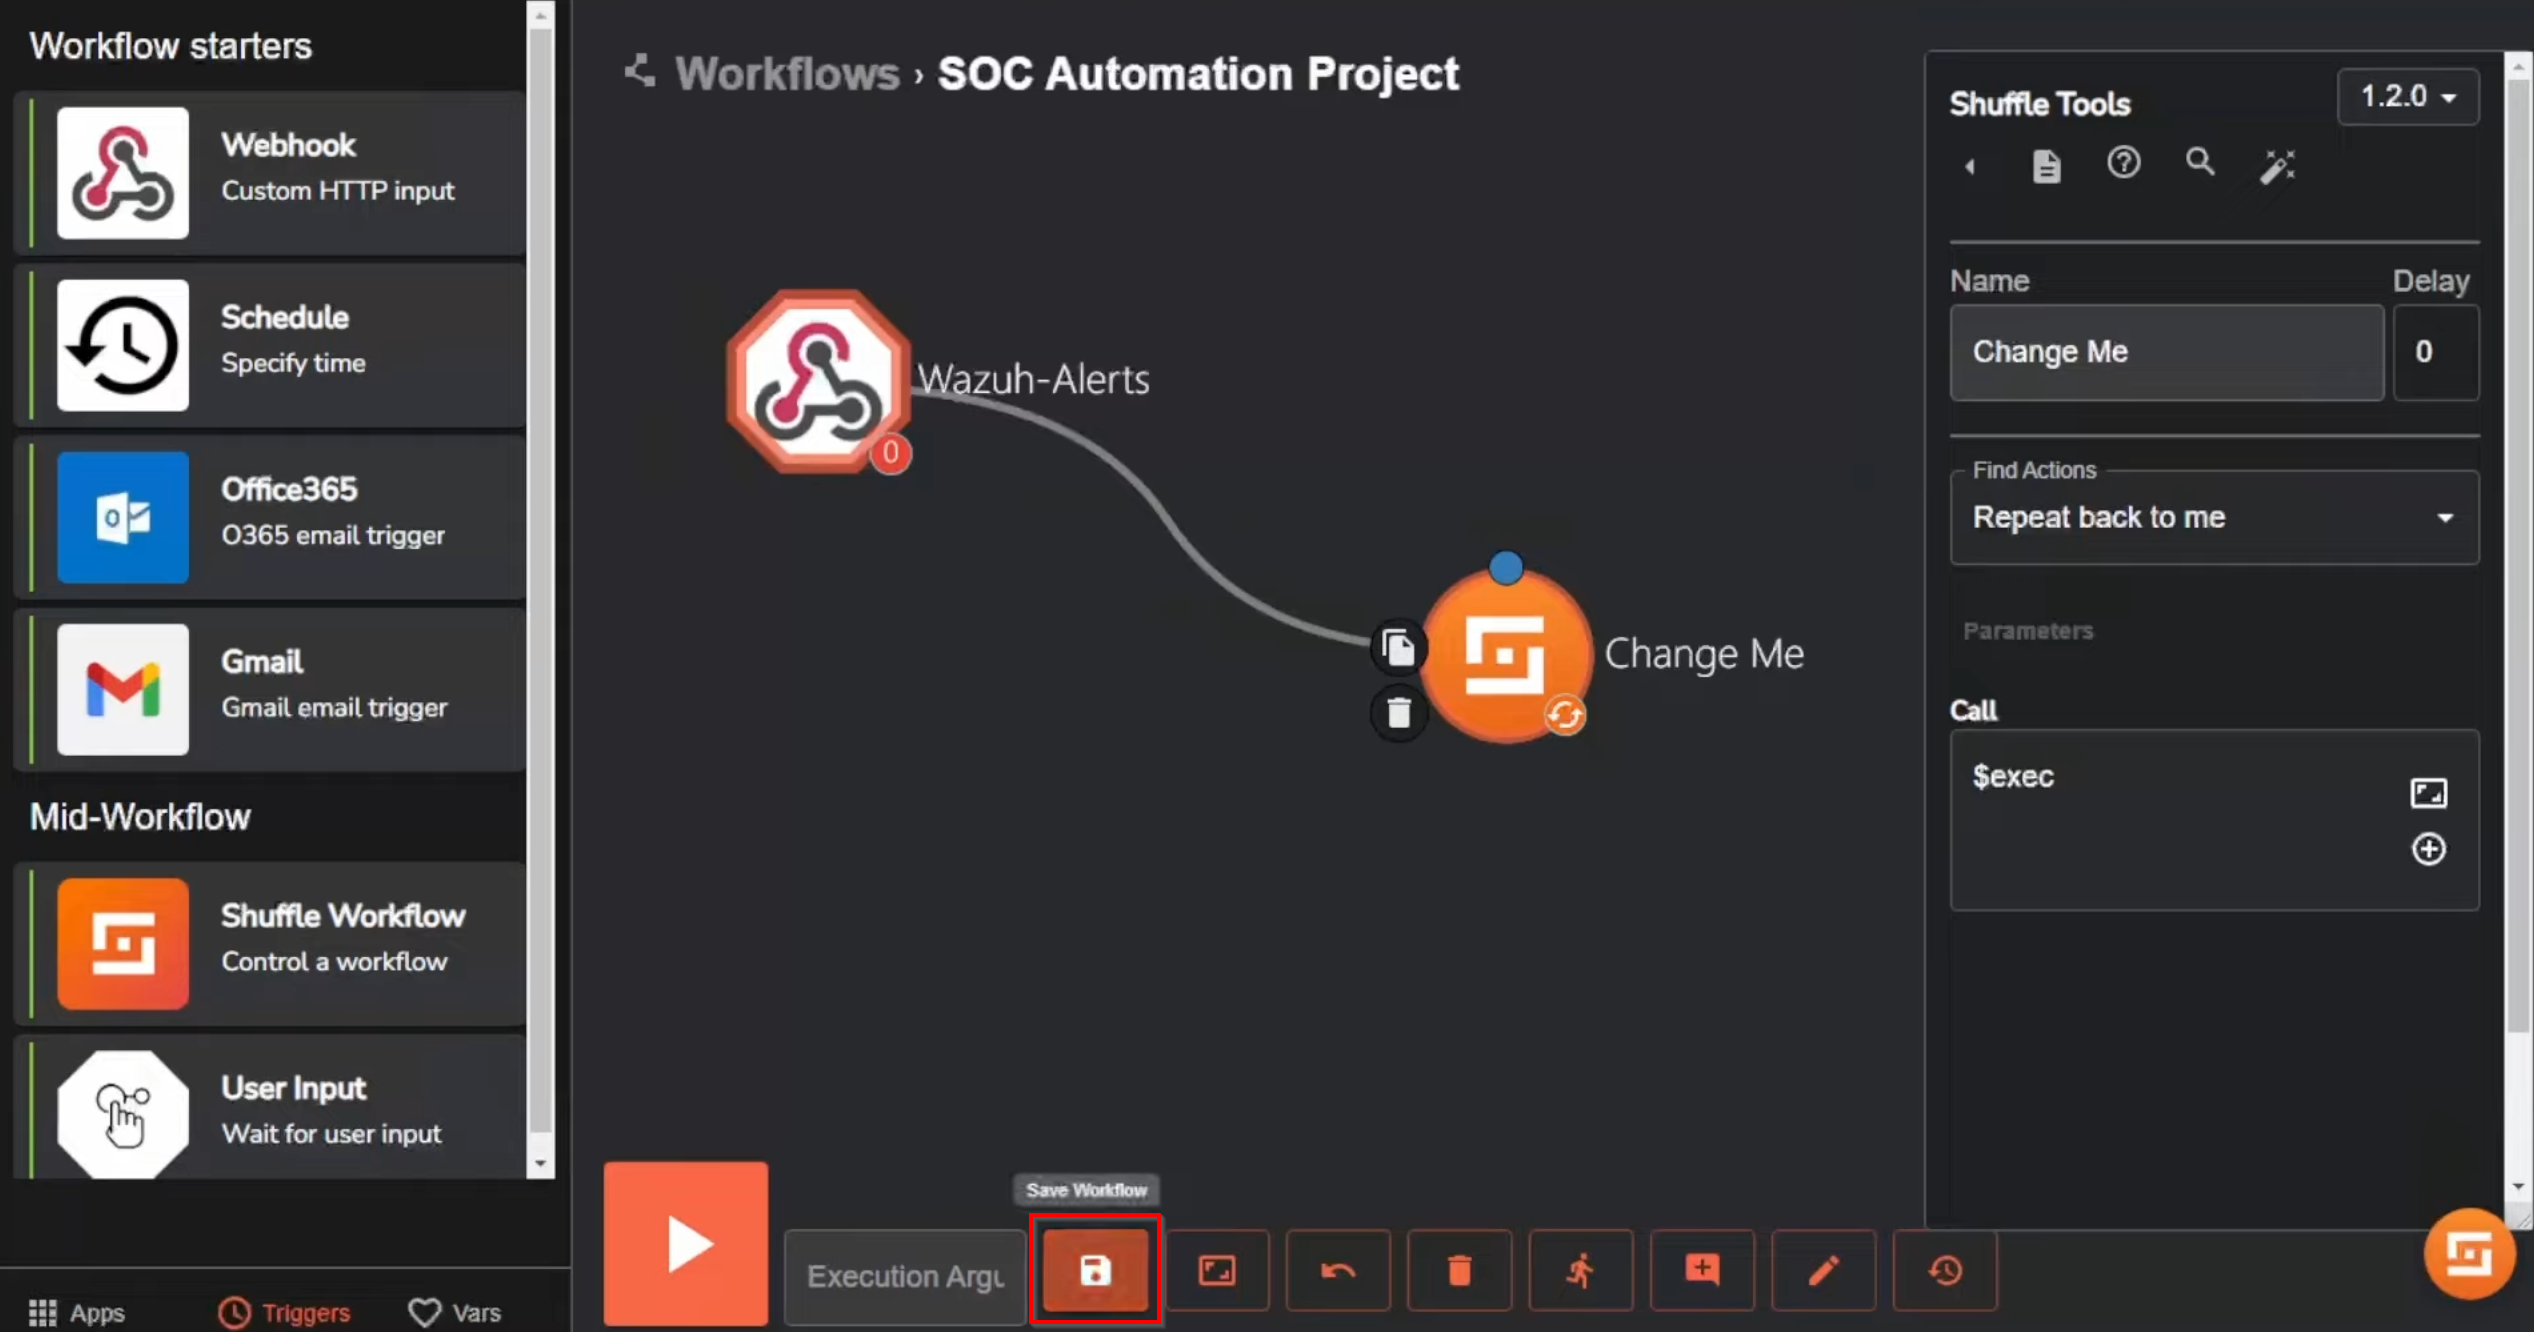 Workflow starters
Webhook
Custom HTTP input
Schedule
Specify time
Office365
O365 email trigger
Gmail
Gmail email trigger
Mid-Workflow
Shuffle Workflow
Control a workflow
User Input
Wait for user input
Apps
Triggers
Vars
Workflows › SOC Automation Project
Wazuh-Alerts
0
Change Me
Save Workflow
Execution Argu
Shuffle Tools
1.2.0
Name
Delay
Change Me
0
Find Actions
Repeat back to me
Parameters
Call
$exec